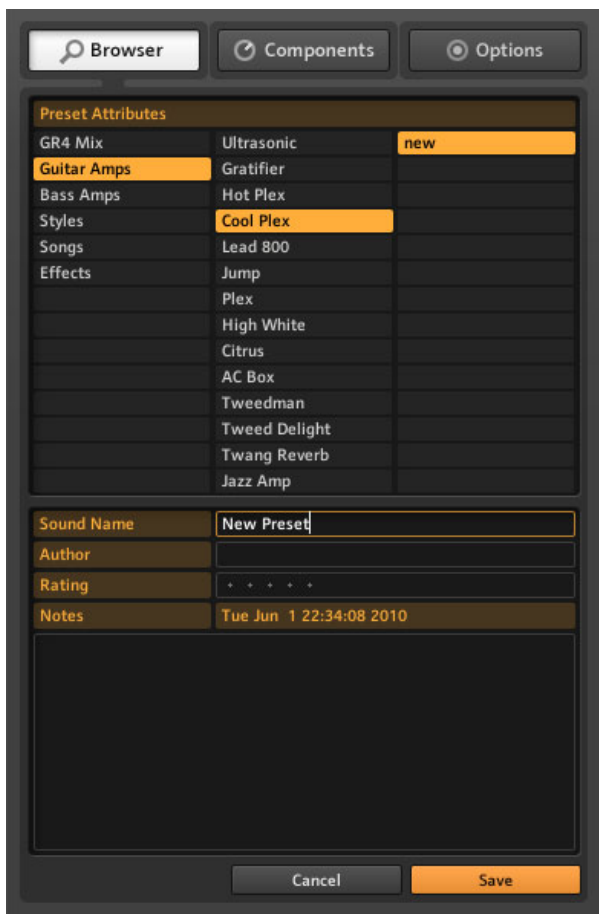 Browser Components Options
Preset Attributes
GR4 Mix Ultrasonic new
Guitar Amps Gratifier
Bass Amps Hot Plex
Styles Cool Plex
Songs Lead 800
Effects Jump
Plex
High White
Citrus
AC Box
Tweedman
Tweed Delight
Twang Reverb
Jazz Amp
Sound Name New Preset
Author
Rating
Notes Tue Jun 1 22:34:08 2010
Cancel Save